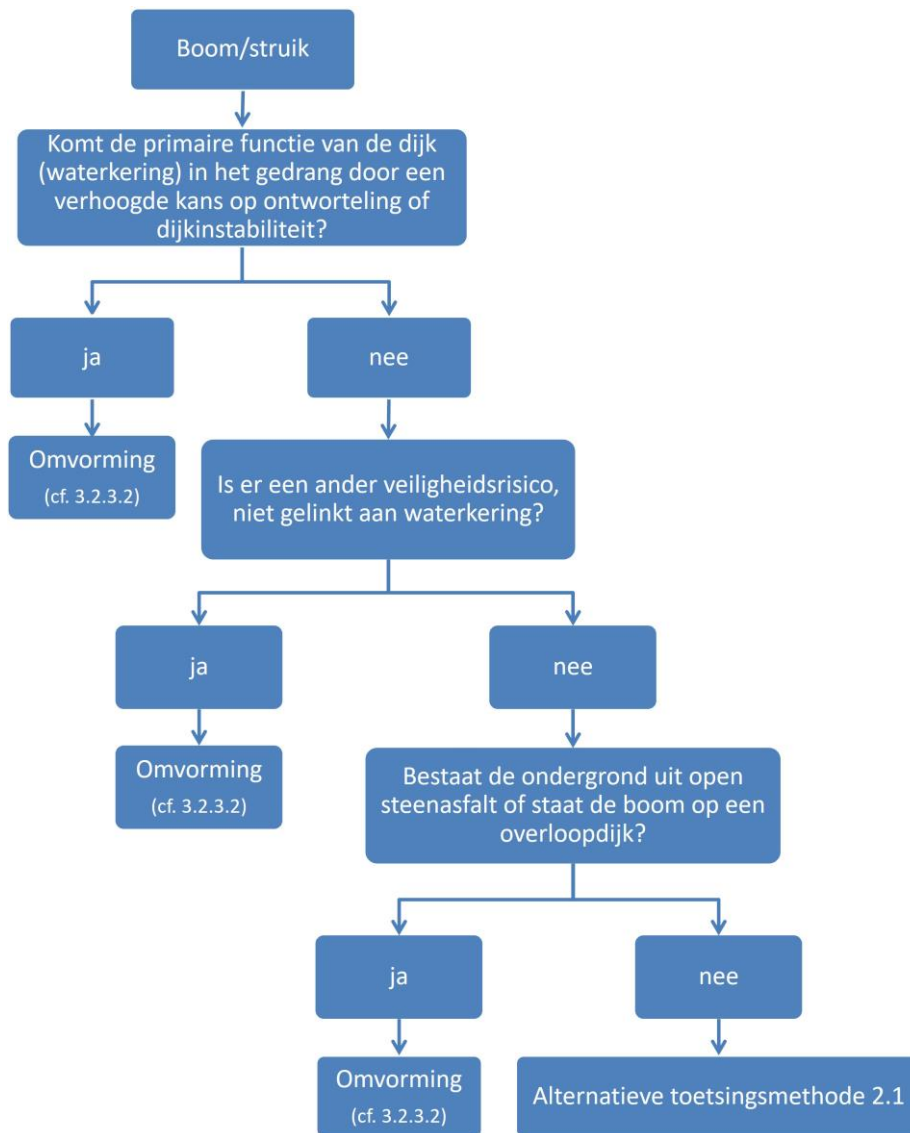 Boom/struik
Komt de primaire functie van de dijk
(waterkering) in het gedrang door een
verhoogde kans op ontworteling of
dijkinstabiliteit?
ja
nee
Omvorming
(cf. 3.2.3.2)
Is er een ander veiligheidsrisico,
niet gelinkt aan waterkering?
ja
nee
Omvorming
(cf. 3.2.3.2)
Bestaat de ondergrond uit open
steenasfalt of staat de boom op een
overloopdijk?
ja
nee
Omvorming
(cf. 3.2.3.2)
Alternatieve toetsingsmethode 2.1